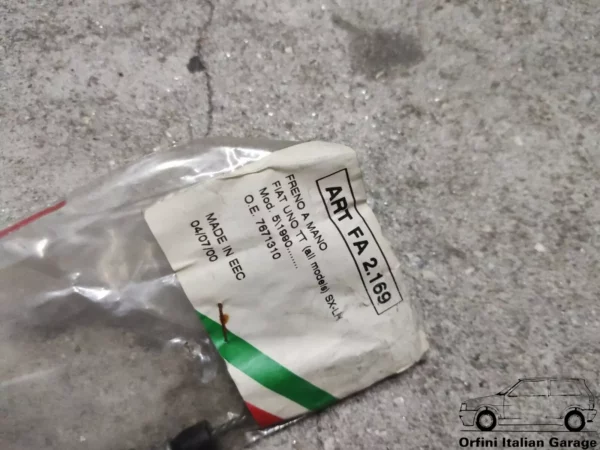 ART FA 2.169
FRENO A MANO
FIAT UNO TT (all models) SX-LH
Mod. 5\1990........
O.E. 7671310
MADE IN EEC
04/07/00
Orfini Italian Garage